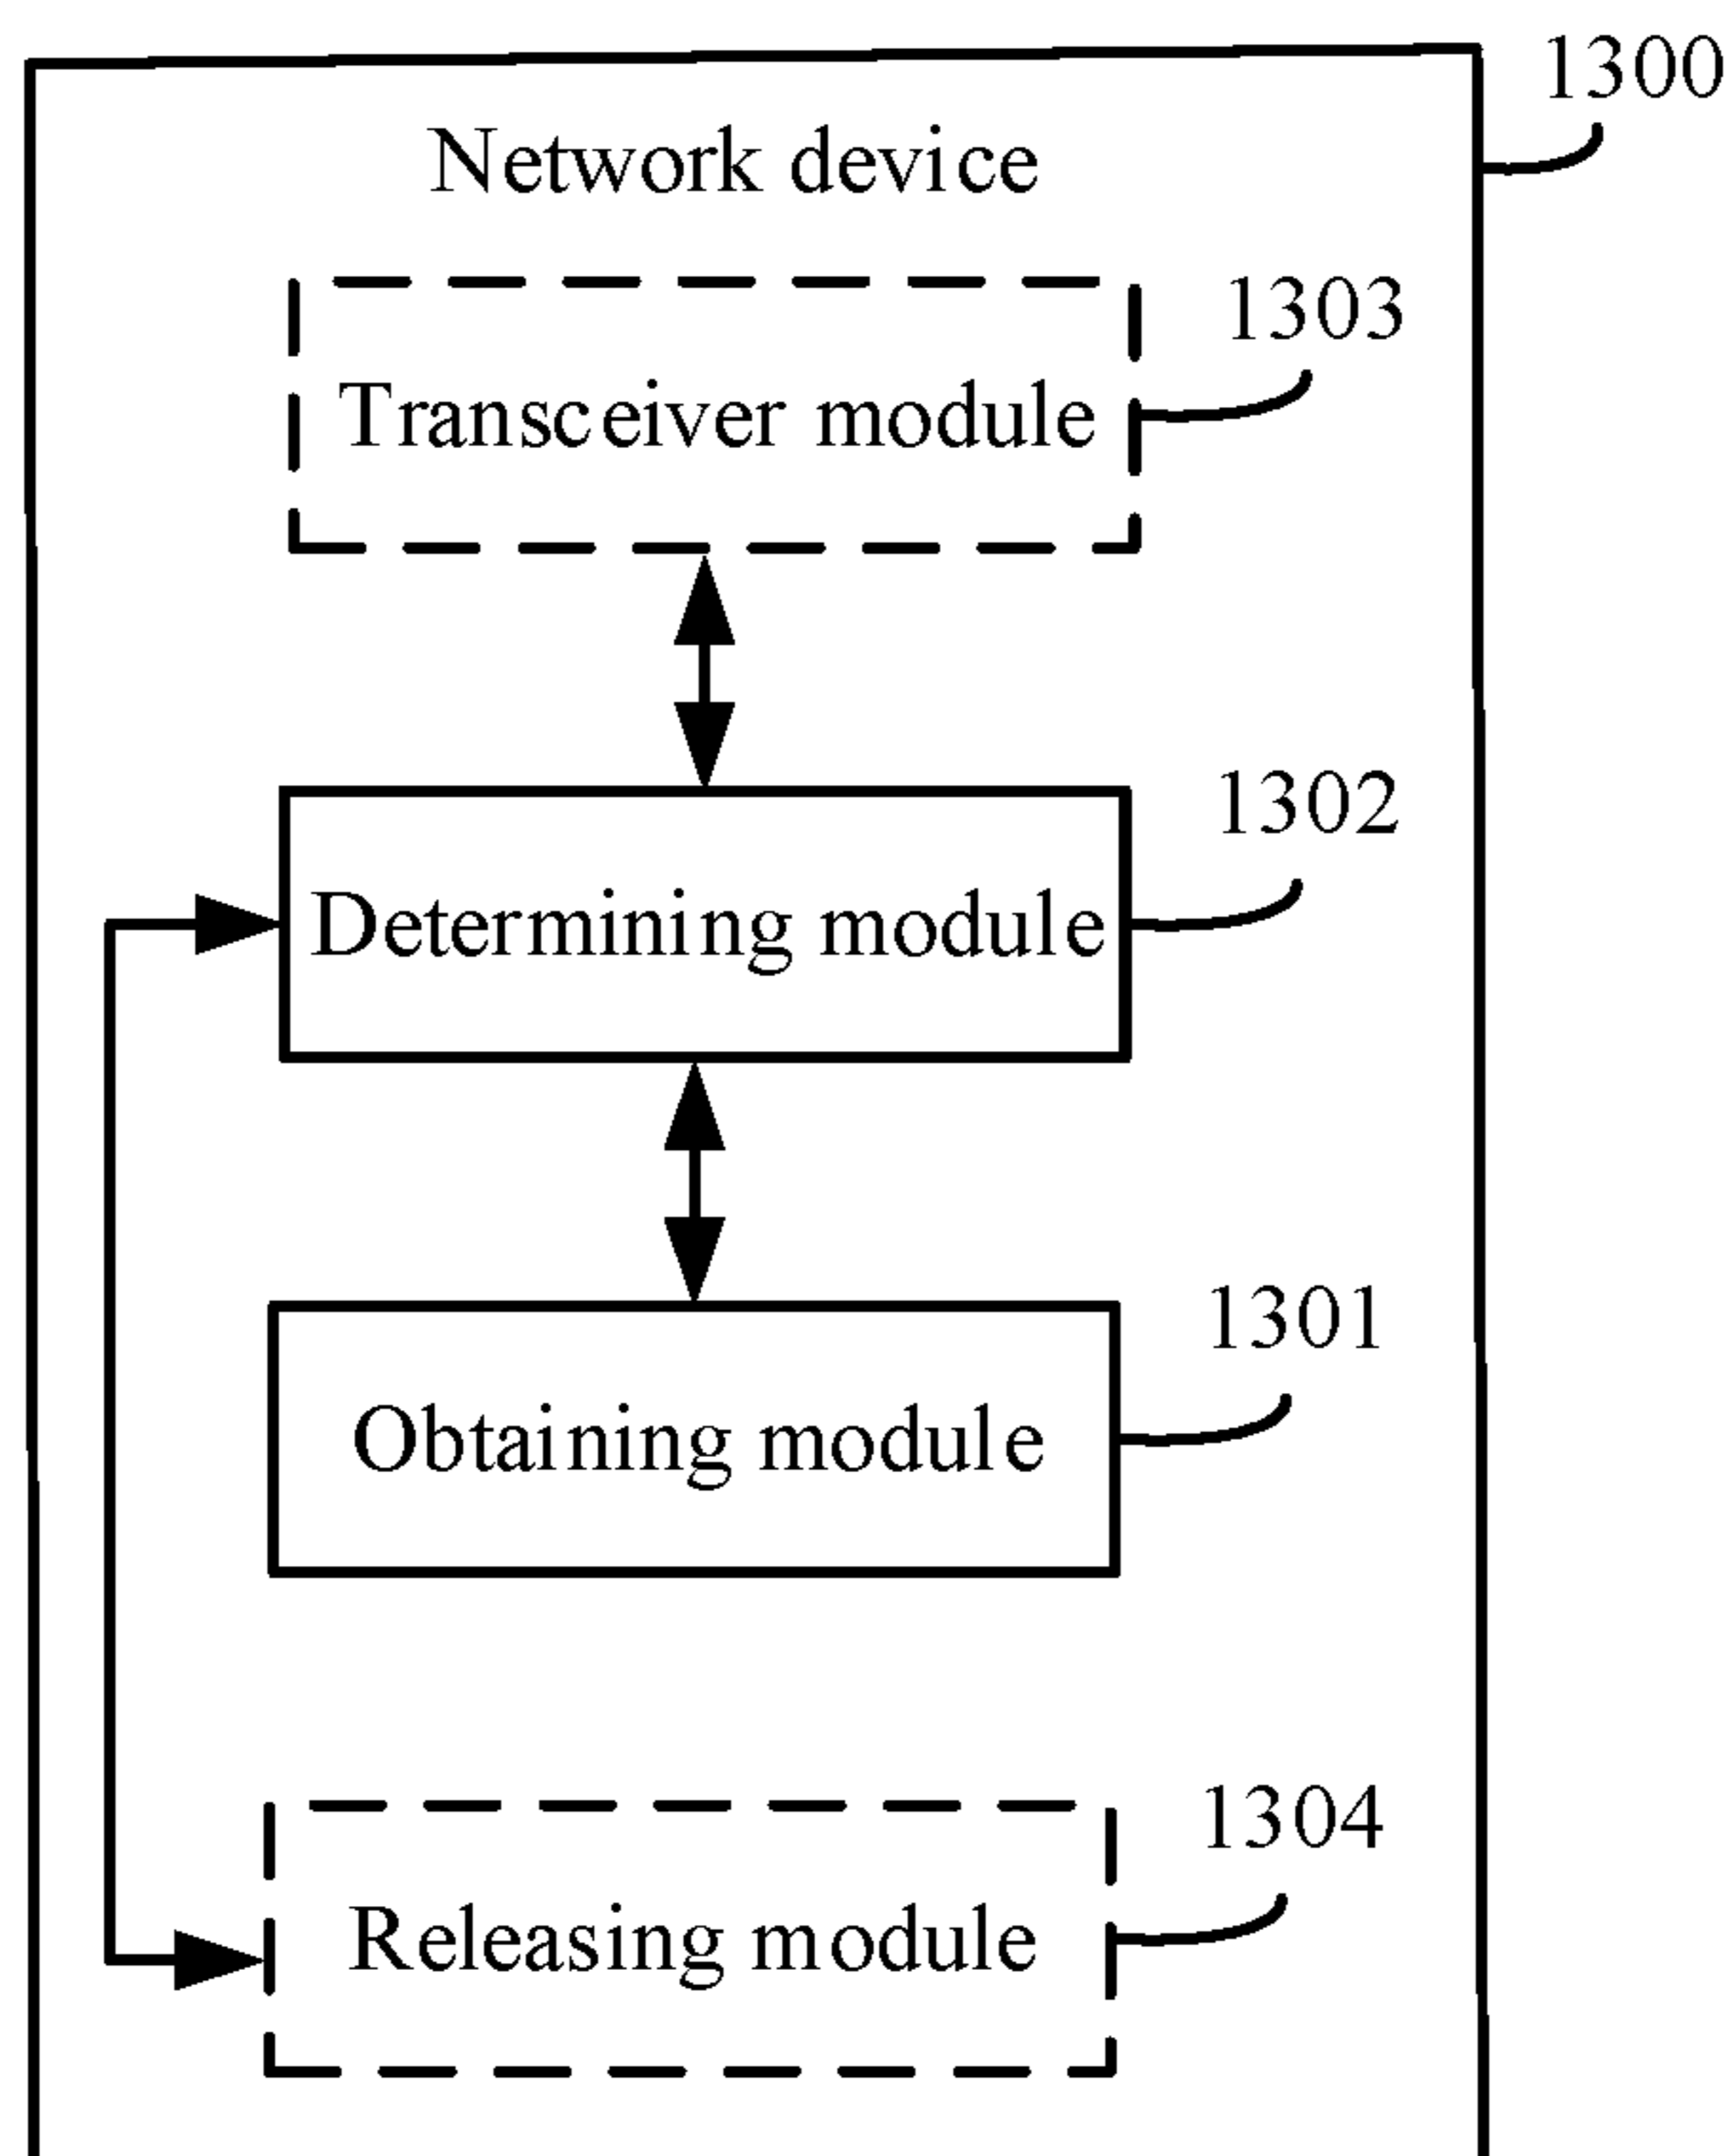 1300
Network device
1303
Transceiver module
1302
Determining module
1301
Obtaining module
1304
Releasing module